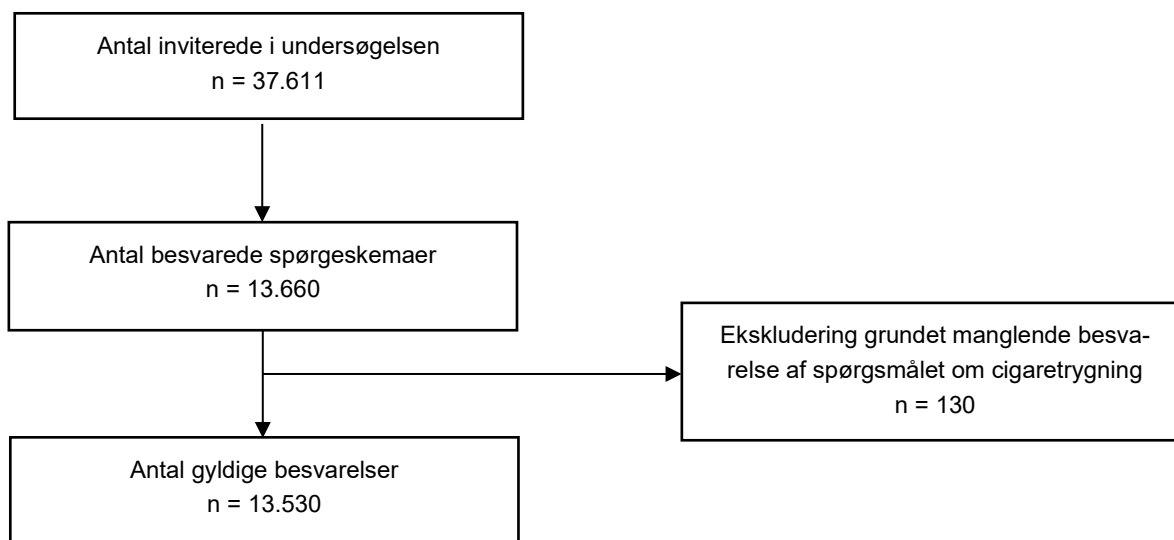 Antal inviterede i undersøgelsen
n = 37.611
Antal besvarede spørgeskemaer
n = 13.660
Ekskludering grundet manglende besva-
relse af spørgsmålet om cigaretrygning
n = 130
Antal gyldige besvarelser
n = 13.530